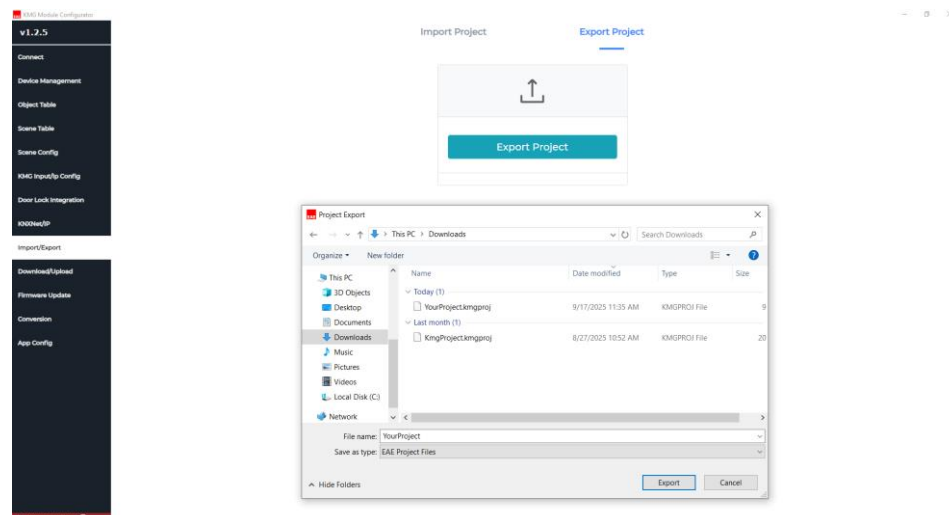 KMG Module Configurator
v1.2.5
Connect
Device Management
Object Table
Scene Table
Scene Config
KMG Input/Ip Config
Door Lock Integration
KNXNet/IP
Import/Export
Download/Upload
Firmware Update
Conversion
App Config
Import Project
Export Project
Export Project
Project Export
This PC > Downloads
Search Downloads
Organize
New folder
This PC
3D Objects
Desktop
Documents
Downloads
Music
Pictures
Videos
Local Disk (C:)
Network
Name Date modified Type Size
Today (1)
YourProject.kmgproj 9/17/2025 11:35 AM KMGPROJ File 9
Last month (1)
KmgProject.kmgproj 8/27/2025 10:52 AM KMGPROJ File 20
File name: YourProject
Save as type: EAE Project Files
Hide Folders
Export
Cancel